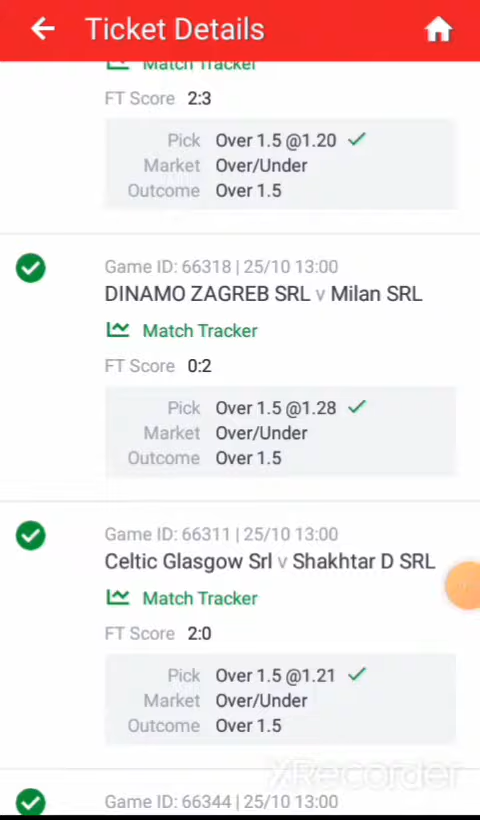 Ticket Details
Match Tracker
FT Score 2:3
Pick Over 1.5 @1.20
Market Over/Under
Outcome Over 1.5
Game ID: 66318 | 25/10 13:00
DINAMO ZAGREB SRL v Milan SRL
Match Tracker
FT Score 0:2
Pick Over 1.5 @1.28
Market Over/Under
Outcome Over 1.5
Game ID: 66311 | 25/10 13:00
Celtic Glasgow Srl v Shakhtar D SRL
Match Tracker
FT Score 2:0
Pick Over 1.5 @1.21
Market Over/Under
Outcome Over 1.5
XRecorder
Game ID: 66344 | 25/10 13:00